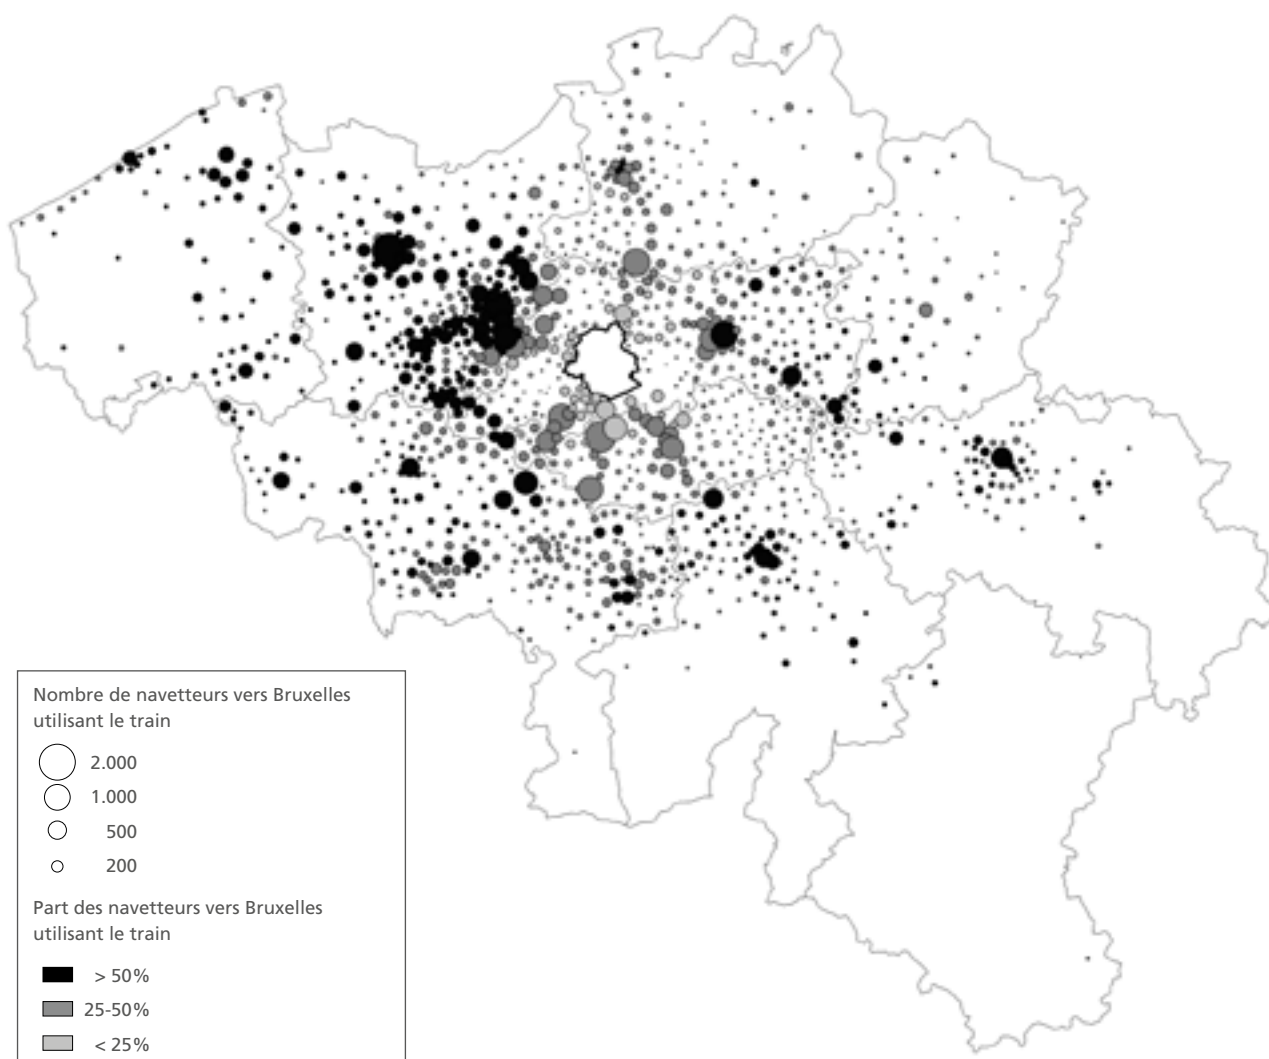 Nombre de navetteurs vers Bruxelles
utilisant le train
2.000
1.000
500
200
Part des navetteurs vers Bruxelles
utilisant le train
> 50%
25-50%
< 25%